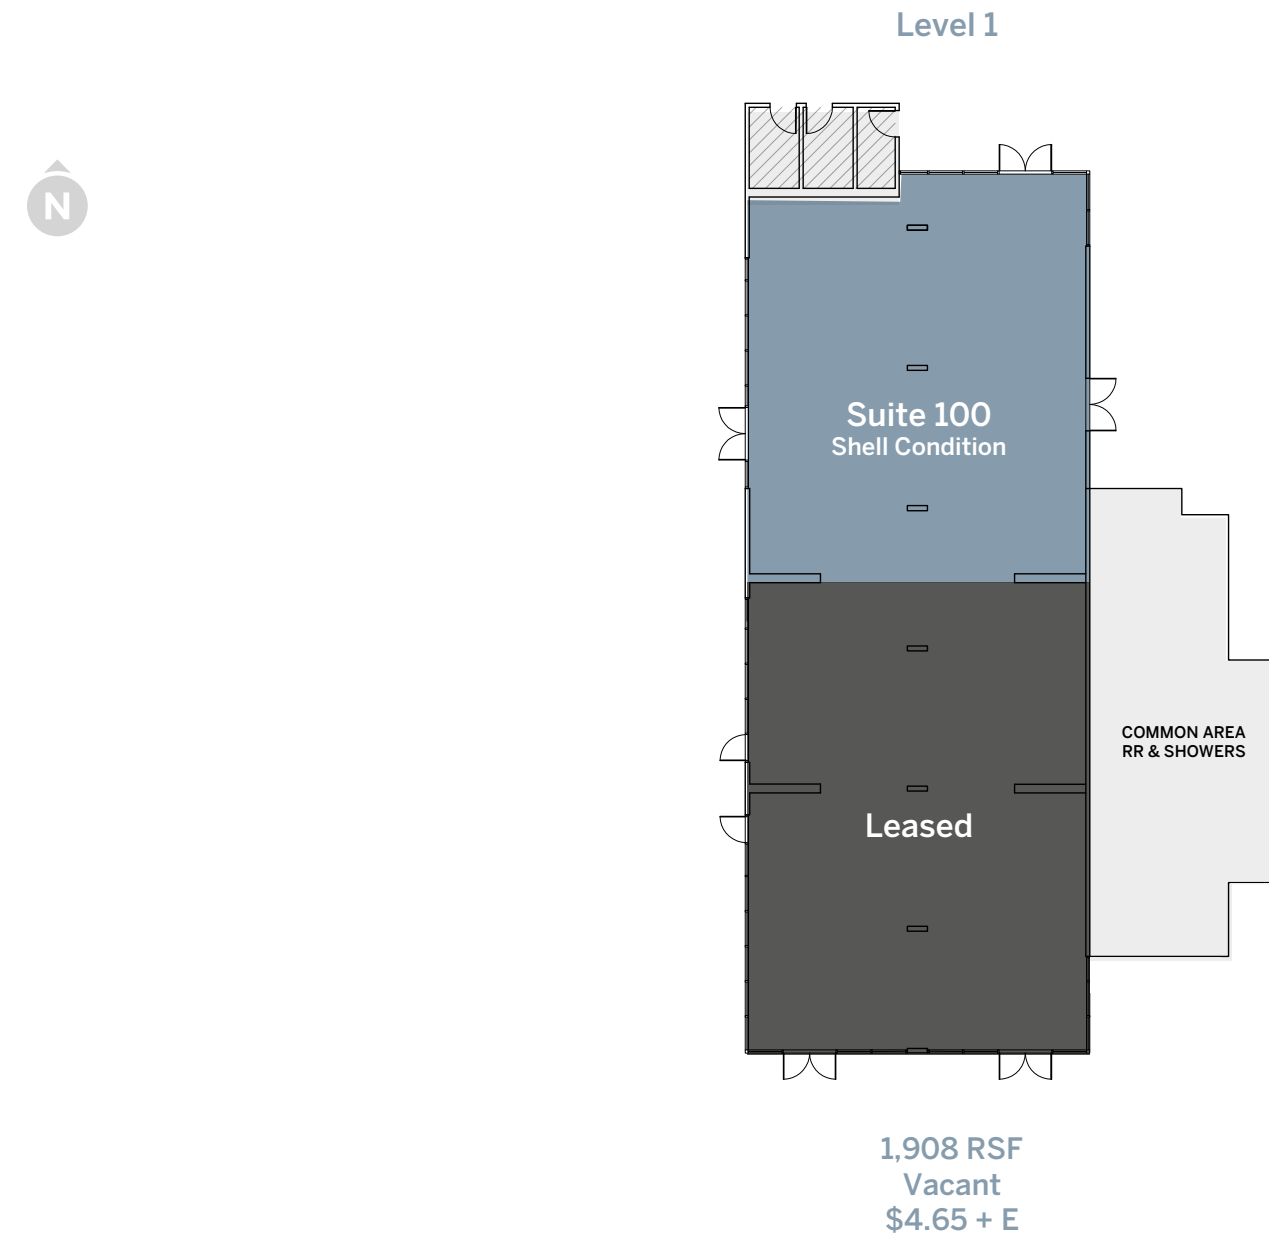 Level 1
N
Suite 100
Shell Condition
COMMON AREA
RR & SHOWERS
Leased
1,908 RSF
Vacant
$4.65 + E